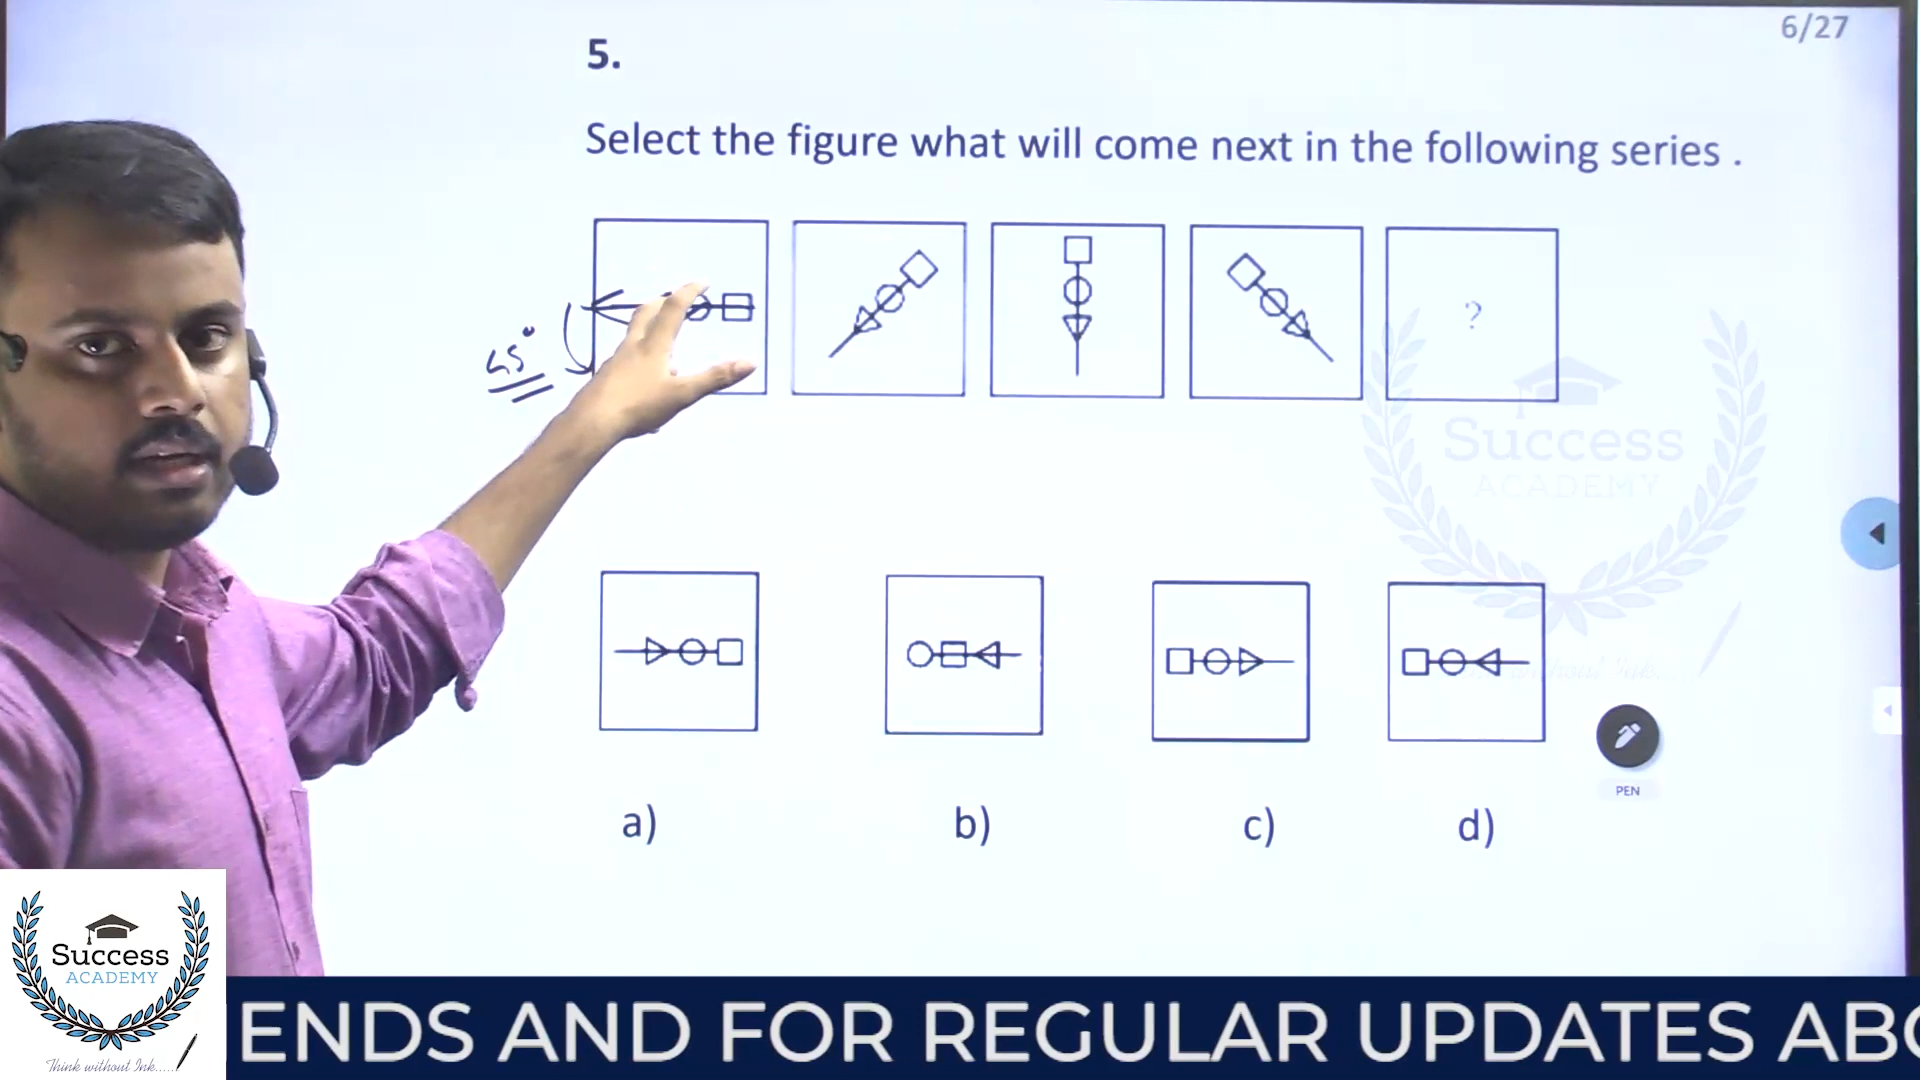 6/27
5.
Select the figure what will come next in the following series .
45°
?
Success
ACADEMY
PEN
a) b) c) d)
Success
ACADEMY
Think without Ink.....
ENDS AND FOR REGULAR UPDATES ABO